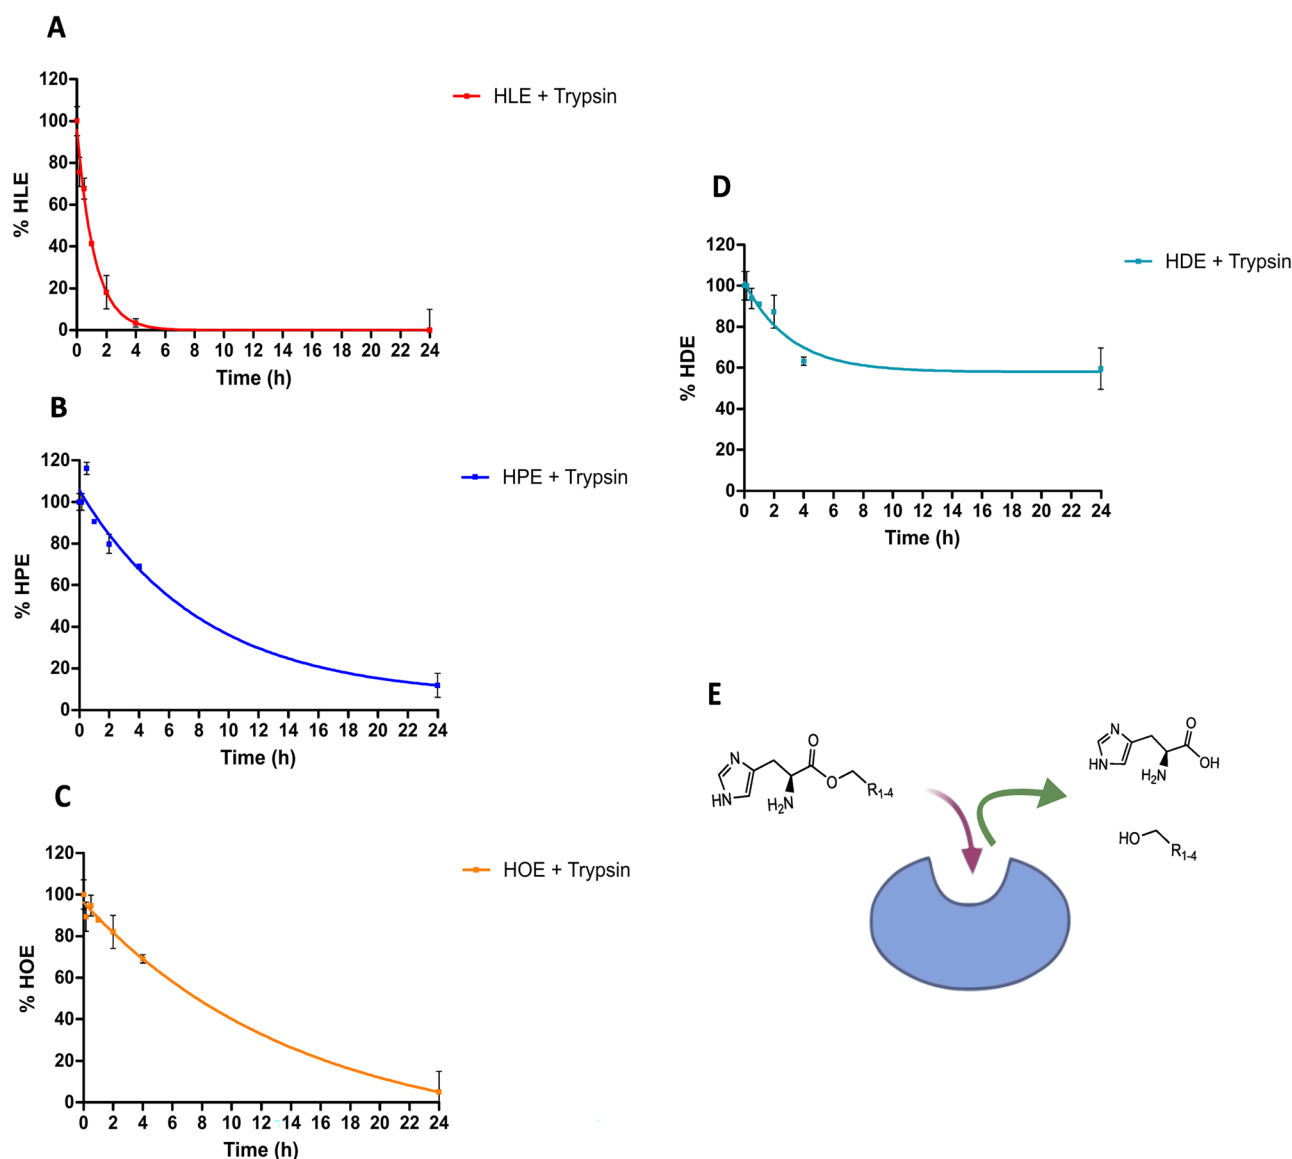 A
120
100
80
60
40
20
0
% HLE
0 2 4 6 8 10 12 14 16 18 20 22 24
Time (h)
HLE + Trypsin
B
120
100
80
60
40
20
0
% HPE
0 2 4 6 8 10 12 14 16 18 20 22 24
Time (h)
HPE + Trypsin
C
120
100
80
60
40
20
0
% HOE
0 2 4 6 8 10 12 14 16 18 20 22 24
Time (h)
HOE + Trypsin
D
120
100
80
60
40
20
0
% HDE
0 2 4 6 8 10 12 14 16 18 20 22 24
Time (h)
HDE + Trypsin
E
N
HN
H₂N
O
O
R₁₋₄
N
HN
H₂N
O
OH
HO
R₁₋₄